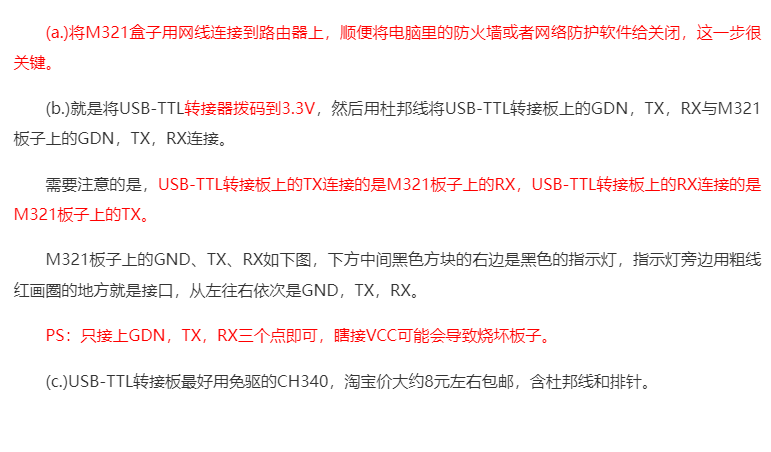 (a.)将M321盒子用网线连接到路由器上，顺便将电脑里的防火墙或者网络防护软件给关闭，这一步很
关键。
(b.)就是将USB-TTL转接器拨码到3.3V，然后用杜邦线将USB-TTL转接板上的GDN，TX，RX与M321
板子上的GDN，TX，RX连接。
需要注意的是，USB-TTL转接板上的TX连接的是M321板子上的RX，USB-TTL转接板上的RX连接的是
M321板子上的TX。
M321板子上的GND、TX、RX如下图，下方中间黑色方块的右边是黑色的指示灯，指示灯旁边用粗线
红画圈的地方就是接口，从左往右依次是GND，TX，RX。
PS：只接上GDN，TX，RX三个点即可，瞎接VCC可能会导致烧坏板子。
(c.)USB-TTL转接板最好用免驱的CH340，淘宝价大约8元左右包邮，含杜邦线和排针。